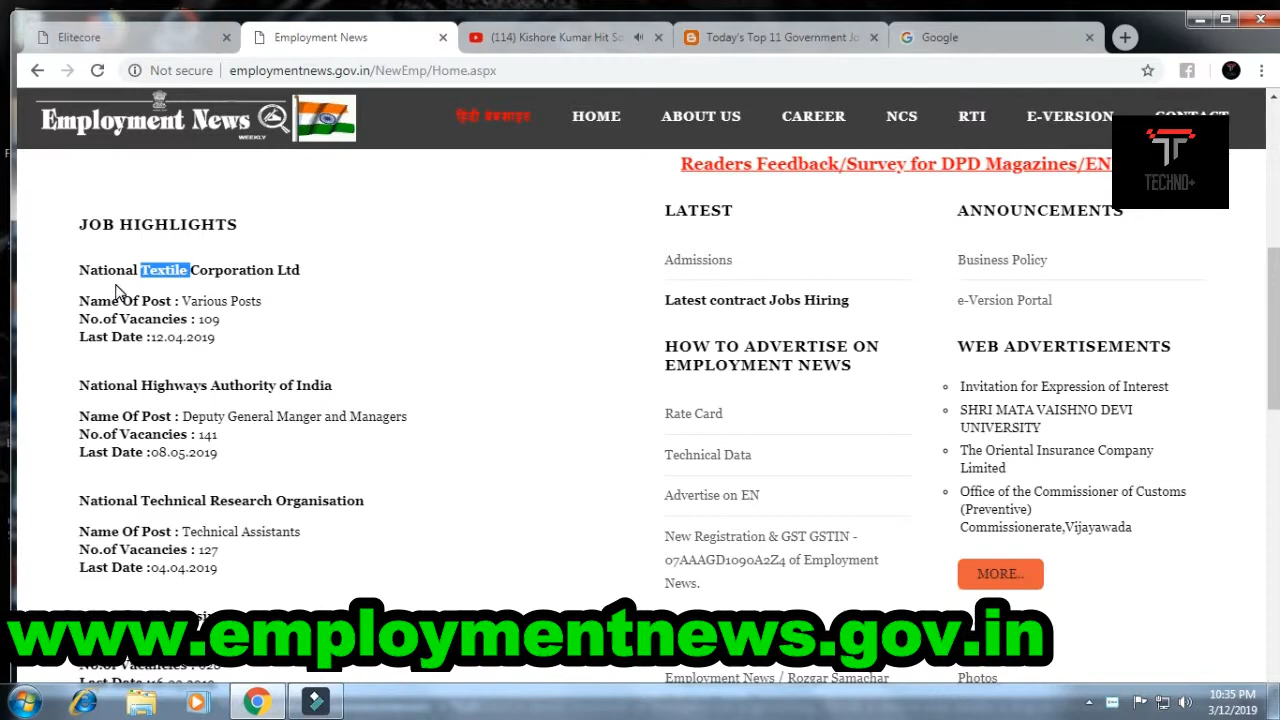 Elitecore
Employment News
(114) Kishore Kumar Hit So
Today's Top 11 Government Jo
Google
Not secure
employmentnews.gov.in/NewEmp/Home.aspx
Employment News
WEEKLY
हिंदी वेबसाइट
HOME
ABOUT US
CAREER
NCS
RTI
E-VERSION
CONTACT
Readers Feedback/Survey for DPD Magazines/EN
TECHNO+
JOB HIGHLIGHTS
National Textile Corporation Ltd
Name Of Post : Various Posts
No.of Vacancies : 109
Last Date :12.04.2019
National Highways Authority of India
Name Of Post : Deputy General Manger and Managers
No.of Vacancies : 141
Last Date :08.05.2019
National Technical Research Organisation
Name Of Post : Technical Assistants
No.of Vacancies : 127
Last Date :04.04.2019
LATEST
Admissions
Latest contract Jobs Hiring
HOW TO ADVERTISE ON
EMPLOYMENT NEWS
Rate Card
Technical Data
Advertise on EN
New Registration & GST GSTIN -
07AAAGD1090A2Z4 of Employment
News.
Employment News / Rozgar Samachar
ANNOUNCEMENTS
Business Policy
e-Version Portal
WEB ADVERTISEMENTS
Invitation for Expression of Interest
SHRI MATA VAISHNO DEVI
UNIVERSITY
The Oriental Insurance Company
Limited
Office of the Commissioner of Customs
(Preventive)
Commissionerate,Vijayawada
MORE..
Photos
www.employmentnews.gov.in
10:35 PM
3/12/2019